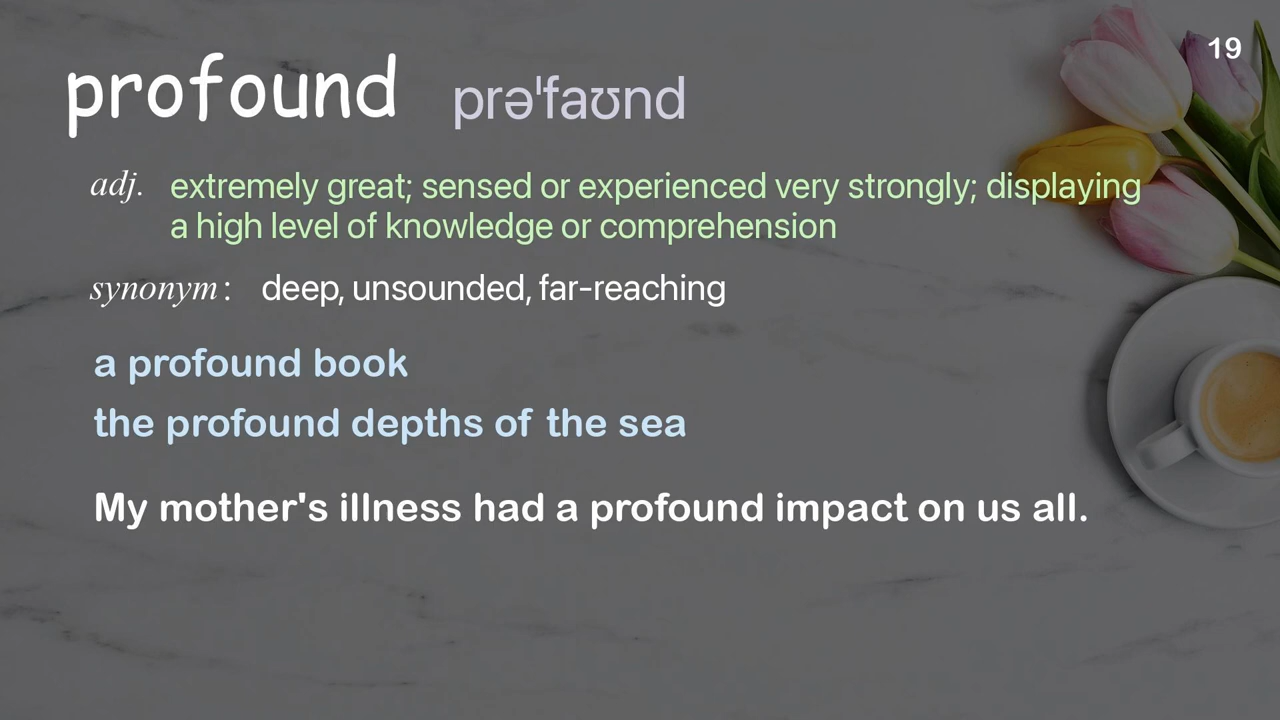 19
profound prəˈfaʊnd
adj. extremely great; sensed or experienced very strongly; displaying
a high level of knowledge or comprehension
synonym : deep, unsounded, far-reaching
a profound book
the profound depths of the sea
My mother's illness had a profound impact on us all.